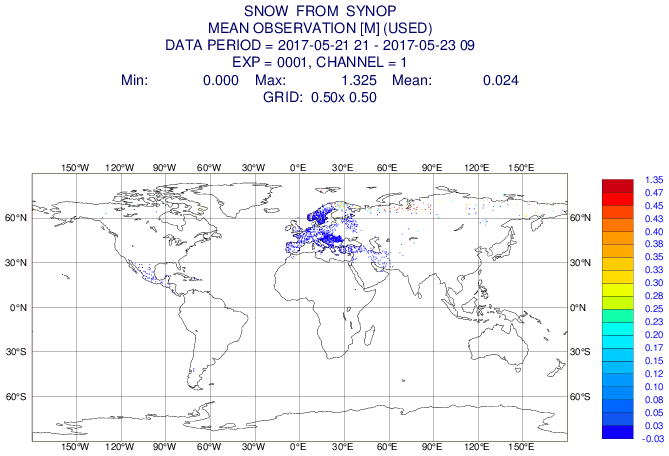 SNOW FROM SYNOP
MEAN OBSERVATION [M] (USED)
DATA PERIOD = 2017-05-21 21 - 2017-05-23 09
EXP = 0001, CHANNEL = 1
Min: 0.000 Max: 1.325 Mean: 0.024
GRID: 0.50x 0.50
150°W 120°W 90°W 60°W 30°W 0°E 30°E 60°E 90°E 120°E 150°E
60°N 60°N
30°N 30°N
0°N 0°N
30°S 30°S
60°S 60°S
150°W 120°W 90°W 60°W 30°W 0°E 30°E 60°E 90°E 120°E 150°E
1.35
0.47
0.45
0.43
0.40
0.38
0.35
0.33
0.30
0.28
0.25
0.23
0.22
0.17
0.15
0.12
0.10
0.08
0.05
0.03
-0.03